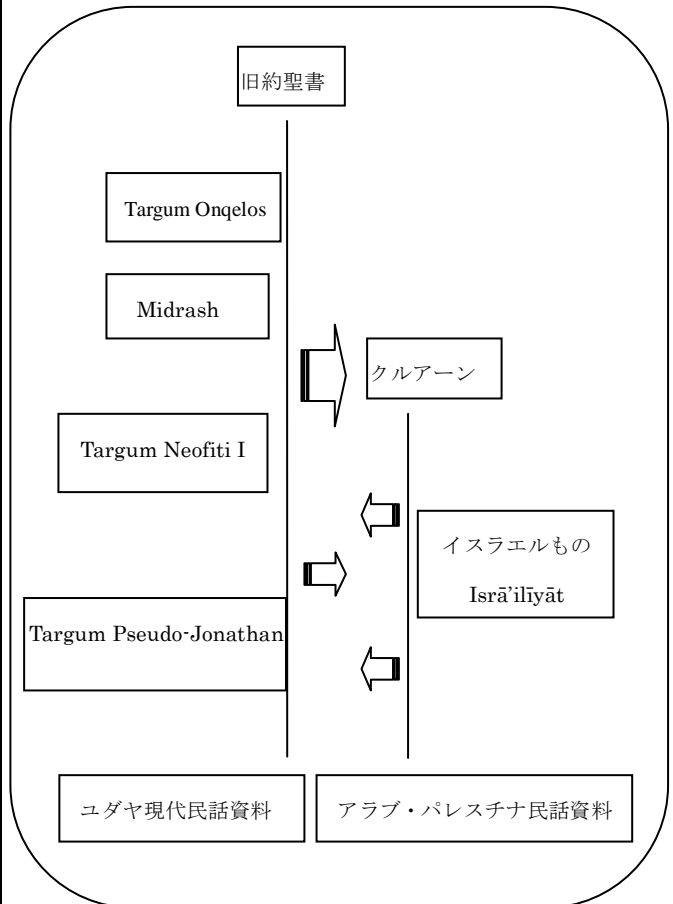 旧約聖書
Targum Onqelos
Midrash
クルアーン
Targum Neofiti I
イスラエルもの
Isrā’ilīyāt
Targum Pseudo-Jonathan
ユダヤ現代民話資料
アラブ・パレスチナ民話資料